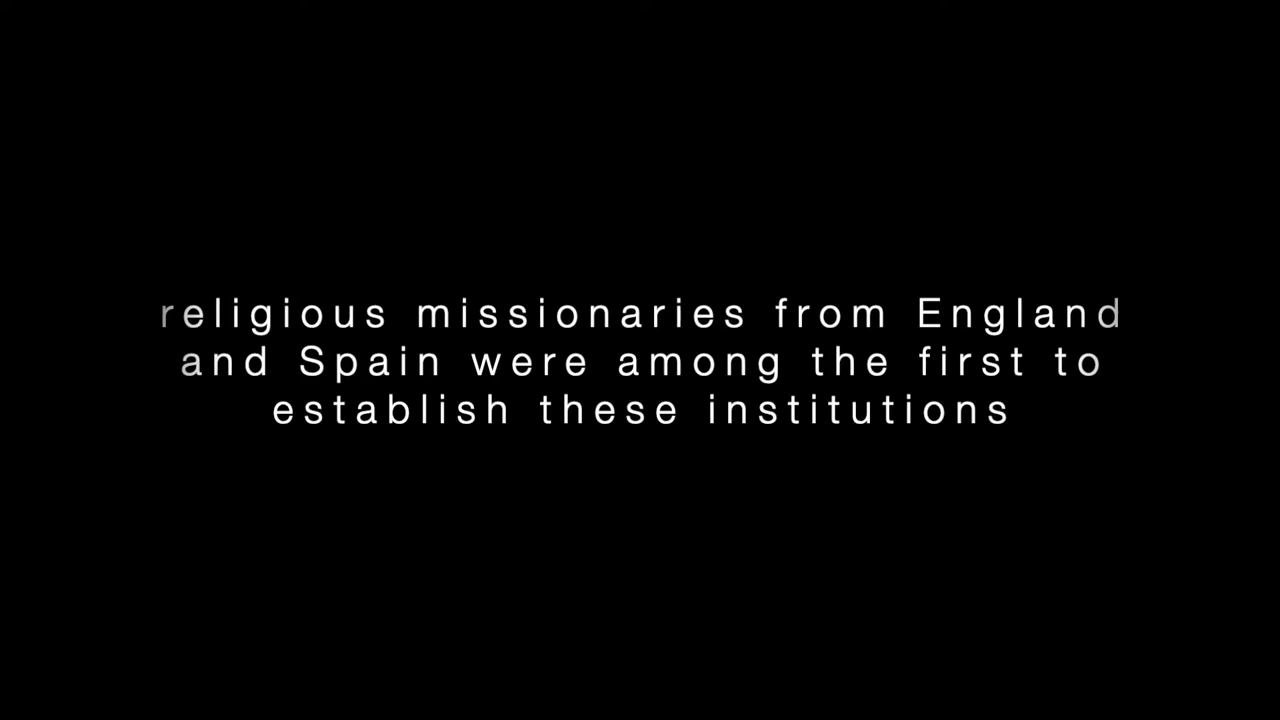 religious missionaries from England
and Spain were among the first to
establish these institutions